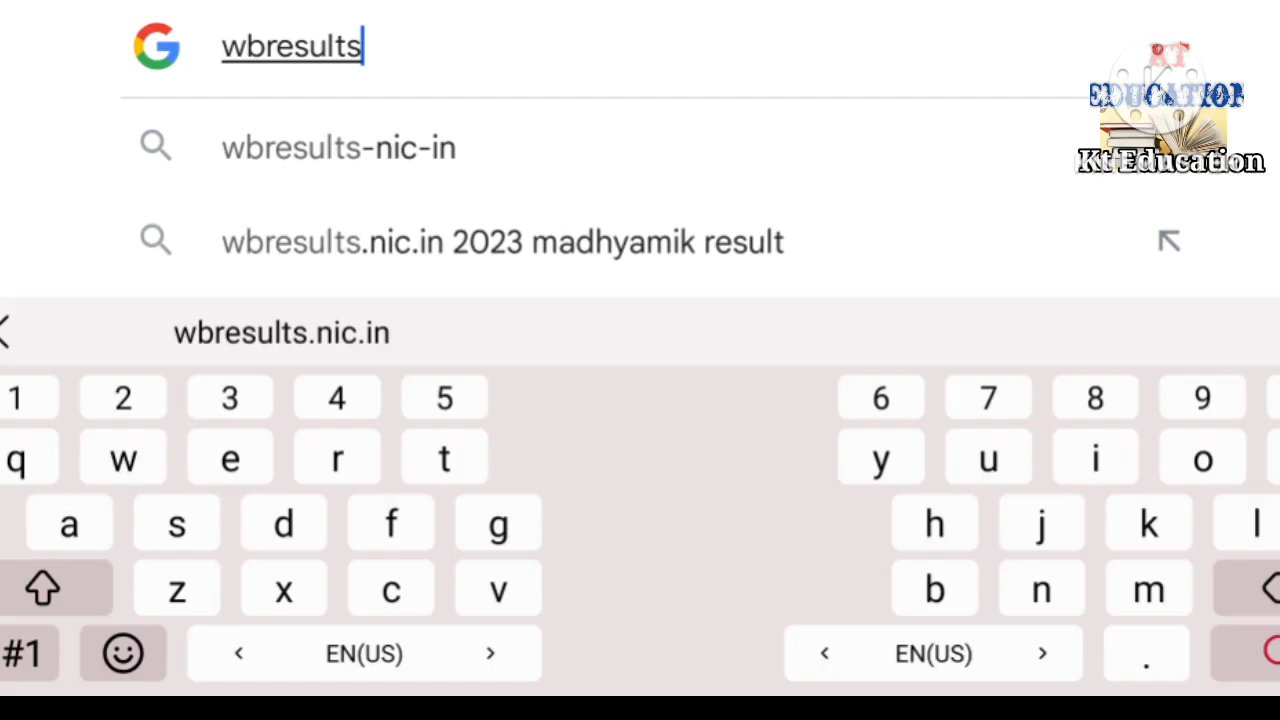 wbresults
KT
EDUCATION
Kt Education
wbresults-nic-in
wbresults.nic.in 2023 madhyamik result
wbresults.nic.in
1 2 3 4 5 6 7 8 9
q w e r t y u i o
a s d f g h j k l
z x c v b n m
#1 < EN(US) > < EN(US) > .